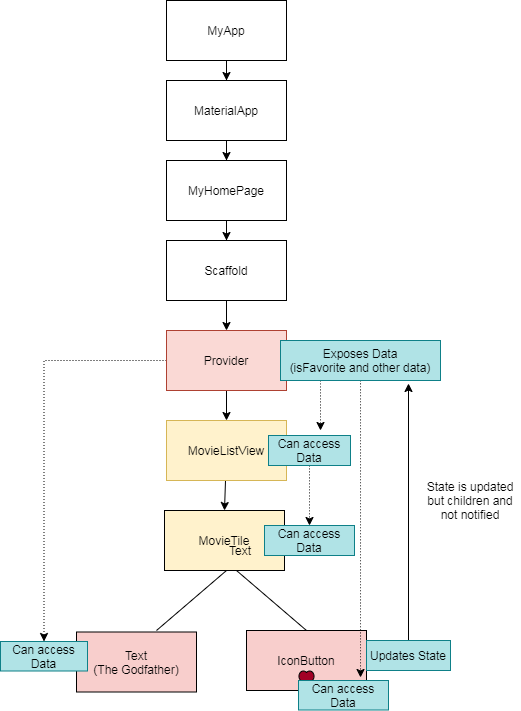 MyApp
MaterialApp
MyHomePage
Scaffold
Provider
Exposes Data
(isFavorite and other data)
MovieListView
Can access
Data
State is updated
but children and
not notified
MovieTile
Text
Can access
Data
Can access
Data
Text
(The Godfather)
IconButton
Updates State
Can access
Data